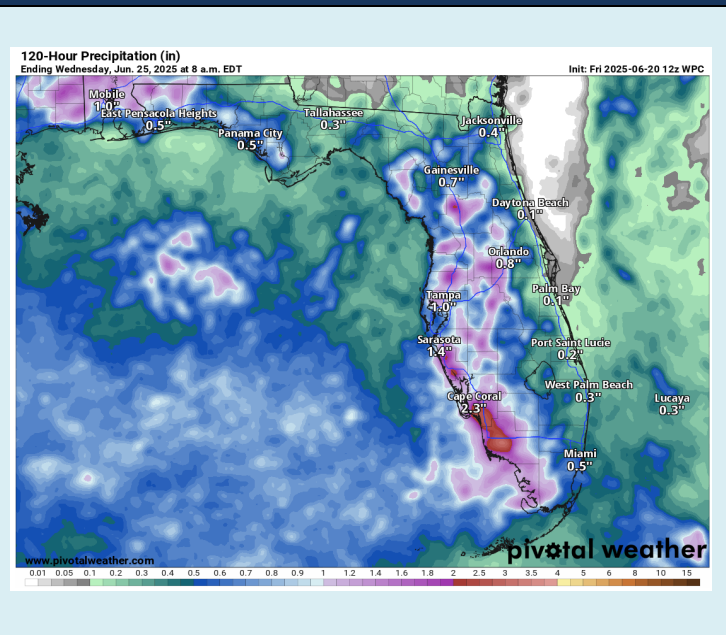 120-Hour Precipitation (in)
Ending Wednesday, Jun. 25, 2025 at 8 a.m. EDT
Init: Fri 2025-06-20 12z WPC
Mobile
1.0"
East Pensacola Heights
0.5"
Tallahassee
0.3"
Panama City
0.5"
Jacksonville
0.4"
Gainesville
0.7"
Daytona Beach
0.1"
Orlando
0.8"
Tampa
1.0"
Palm Bay
0.1"
Sarasota
1.4"
Port Saint Lucie
0.2"
West Palm Beach
0.3"
Cape Coral
2.3"
Lucaya
0.3"
Miami
0.5"
pivotal weather
www.pivotalweather.com
0.01 0.05 0.1 0.2 0.3 0.4 0.5 0.6 0.7 0.8 0.9 1 1.2 1.4 1.6 1.8 2 2.5 3 3.5 4 5 6 8 10 15